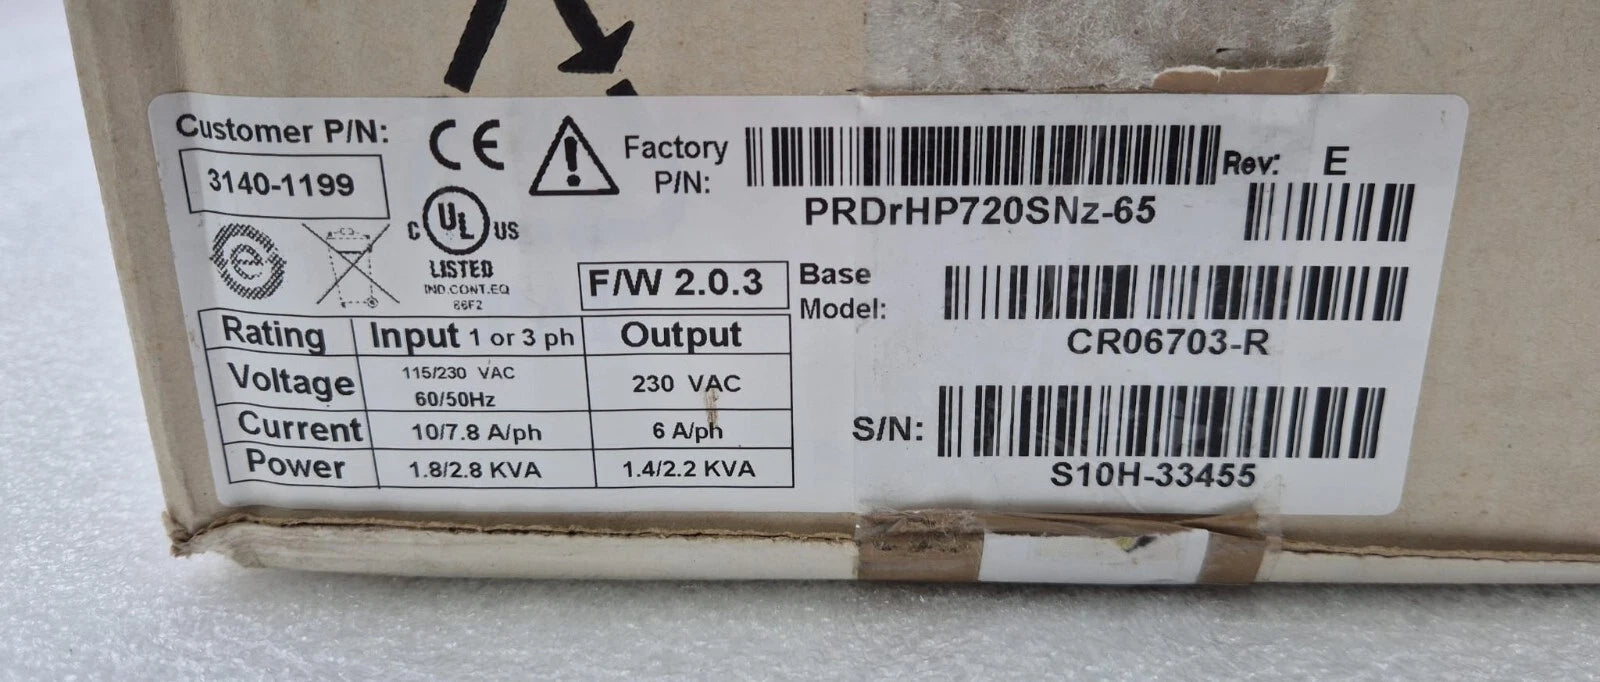 Customer P/N:
3140-1199
CE
Factory
P/N:
PRDrHP720SNz-65
Rev: E
C UL US
LISTED
IND.CONT.EQ
86F2
e
F/W 2.0.3
Base
Model:
CR06703-R
Rating Input 1 or 3 ph Output
Voltage 115/230 VAC
60/50Hz 230 VAC
Current 10/7.8 A/ph 6 A/ph
Power 1.8/2.8 KVA 1.4/2.2 KVA
S/N:
S10H-33455